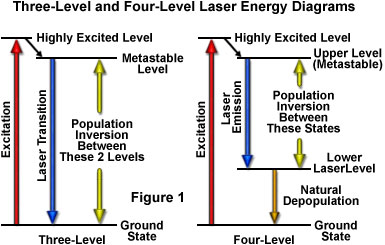 Three-Level and Four-Level Laser Energy Diagrams
Highly Excited Level
Metastable
Level
Excitation
Laser Transition
Population
Inversion
Between
These 2 Levels
Ground
State
Three-Level
Figure 1
Highly Excited Level
Upper Level
(Metastable)
Excitation
Laser
Emission
Population
Inversion
Between
These States
Lower
LaserLevel
Natural
Depopulation
Ground
State
Four-Level